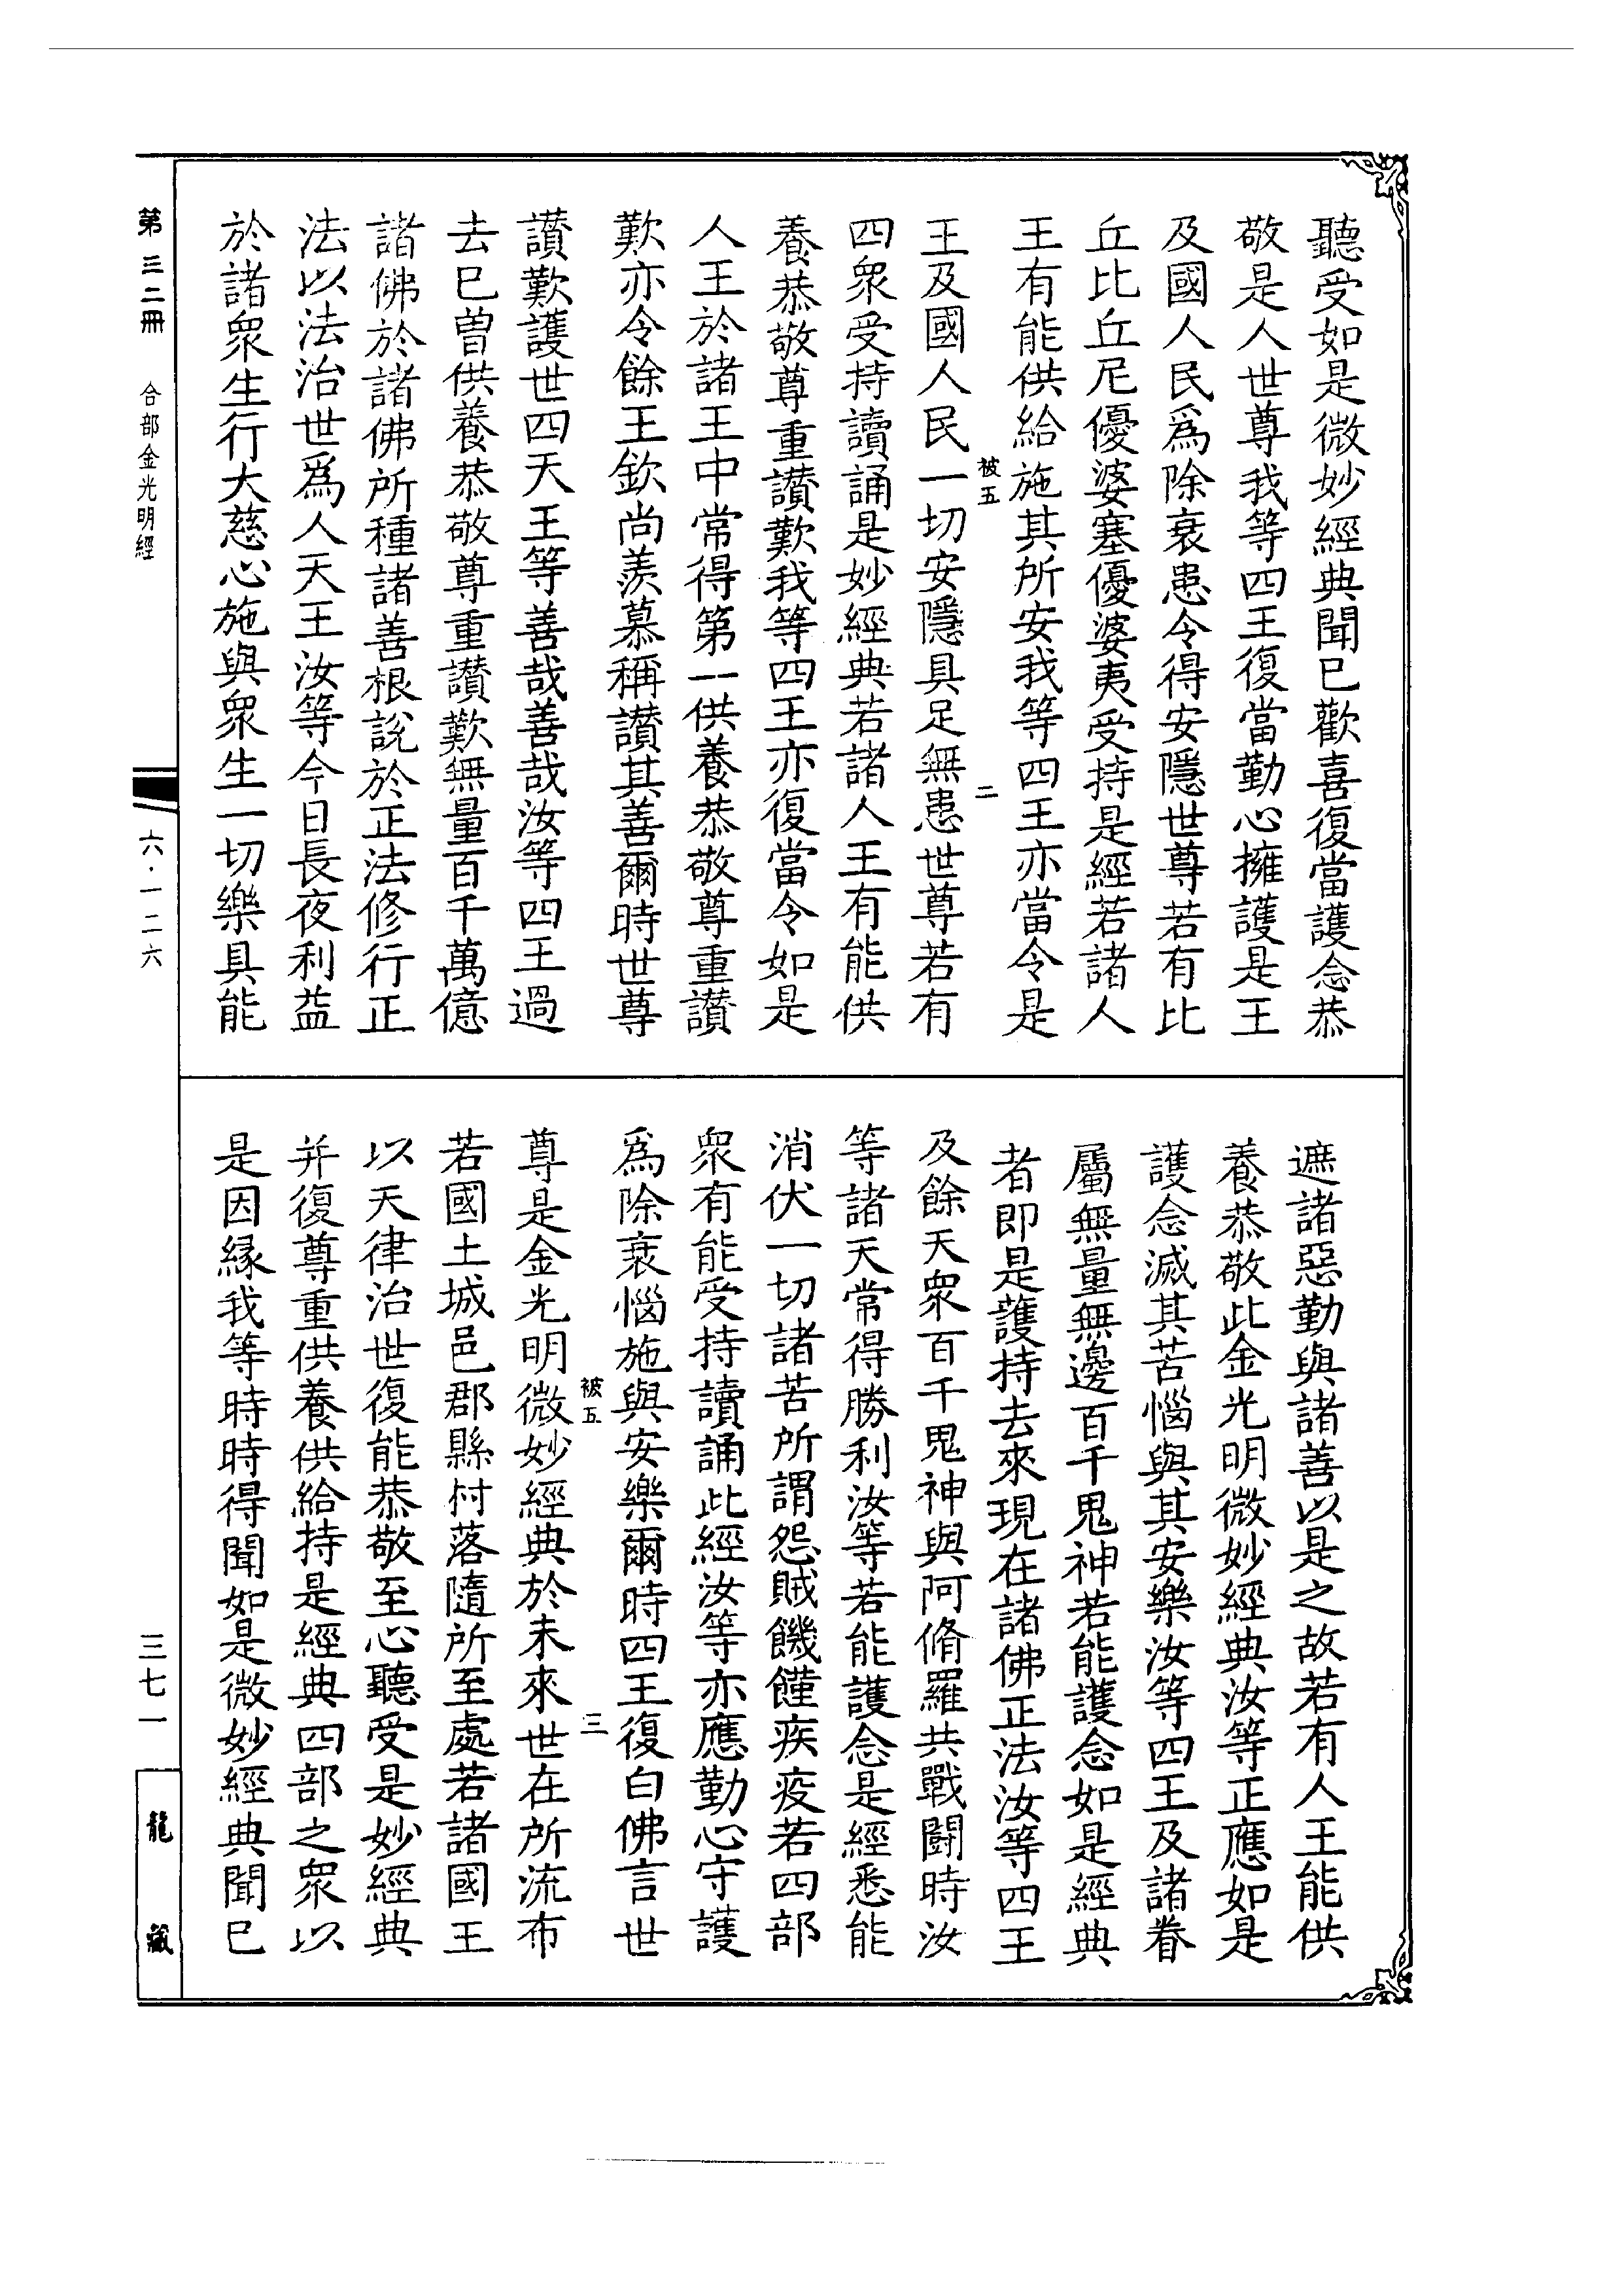 聽受如是微妙經典聞已歡喜復當護念恭
敬是人世尊我等四王復當勤心擁護是王
及國人民爲除衰患令得安隱世尊若有比
丘比丘尼優婆塞優婆夷受持是經若諸人
王有能供給施其所安我等四王亦當令是
被五 二
王及國人民一切安隱具足無患世尊若有
四衆受持讀誦是妙經典若諸人王有能供
養恭敬尊重讚歎我等四王亦復當令如是
人王於諸王中常得第一供養恭敬尊重讚
歎亦令餘王欽尚羨慕稱讚其善爾時世尊
讚歎護世四天王等善哉善哉汝等四王過
去已曾供養恭敬尊重讚歎無量百千萬億
諸佛於諸佛所種諸善根說於正法修行正
法以法治世爲人天王汝等今日長夜利益
於諸衆生行大慈心施與衆生一切樂具能
遮諸惡勤與諸善以是之故若有人王能供
養恭敬此金光明微妙經典汝等正應如是
護念滅其苦惱與其安樂汝等四王及諸眷
屬無量無邊百千鬼神若能護念如是經典
者即是護持去來現在諸佛正法汝等四王
及餘天衆百千鬼神與阿脩羅共戰鬪時汝
等諸天常得勝利汝等若能護念是經悉能
消伏一切諸苦所謂怨賊饑饉疾疫若四部
衆有能受持讀誦此經汝等亦應勤心守護
爲除衰惱施與安樂爾時四王復白佛言世
被五 三
尊是金光明微妙經典於未來世在所流布
若國土城邑郡縣村落隨所至處若諸國王
以天律治世復能恭敬至心聽受是妙經典
并復尊重供養供給持是經典四部之衆以
是因緣我等時時得聞如是微妙經典聞已
第三二冊 合部金光明經
六·一二六
三七一
龍藏